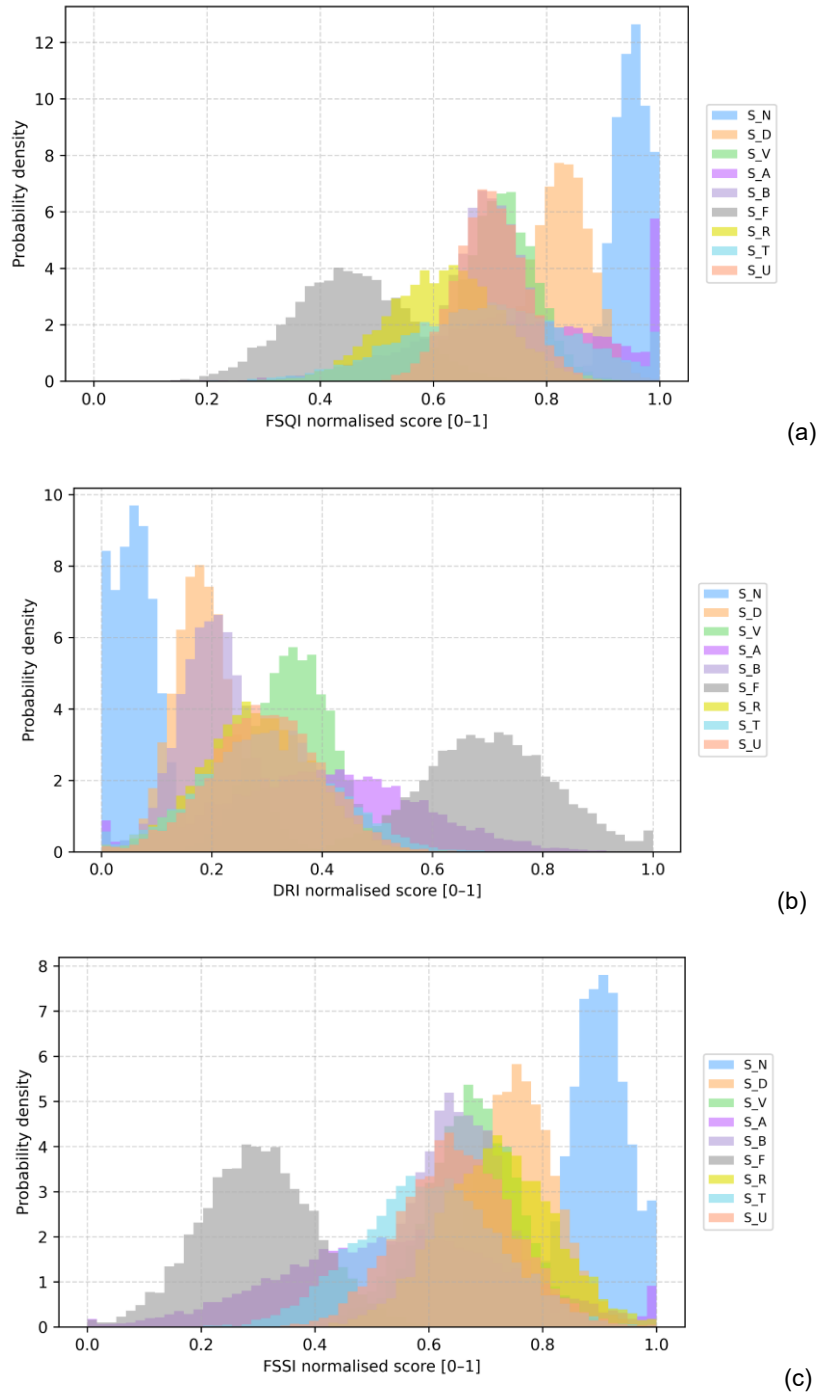 12
10
8
6
4
2
0
Probability density
0.0 0.2 0.4 0.6 0.8 1.0
FSQI normalised score [0–1]
S_N
S_D
S_V
S_A
S_B
S_F
S_R
S_T
S_U
(a)
10
8
6
4
2
0
Probability density
0.0 0.2 0.4 0.6 0.8 1.0
DRI normalised score [0–1]
S_N
S_D
S_V
S_A
S_B
S_F
S_R
S_T
S_U
(b)
8
7
6
5
4
3
2
1
0
Probability density
0.0 0.2 0.4 0.6 0.8 1.0
FSSI normalised score [0–1]
S_N
S_D
S_V
S_A
S_B
S_F
S_R
S_T
S_U
(c)